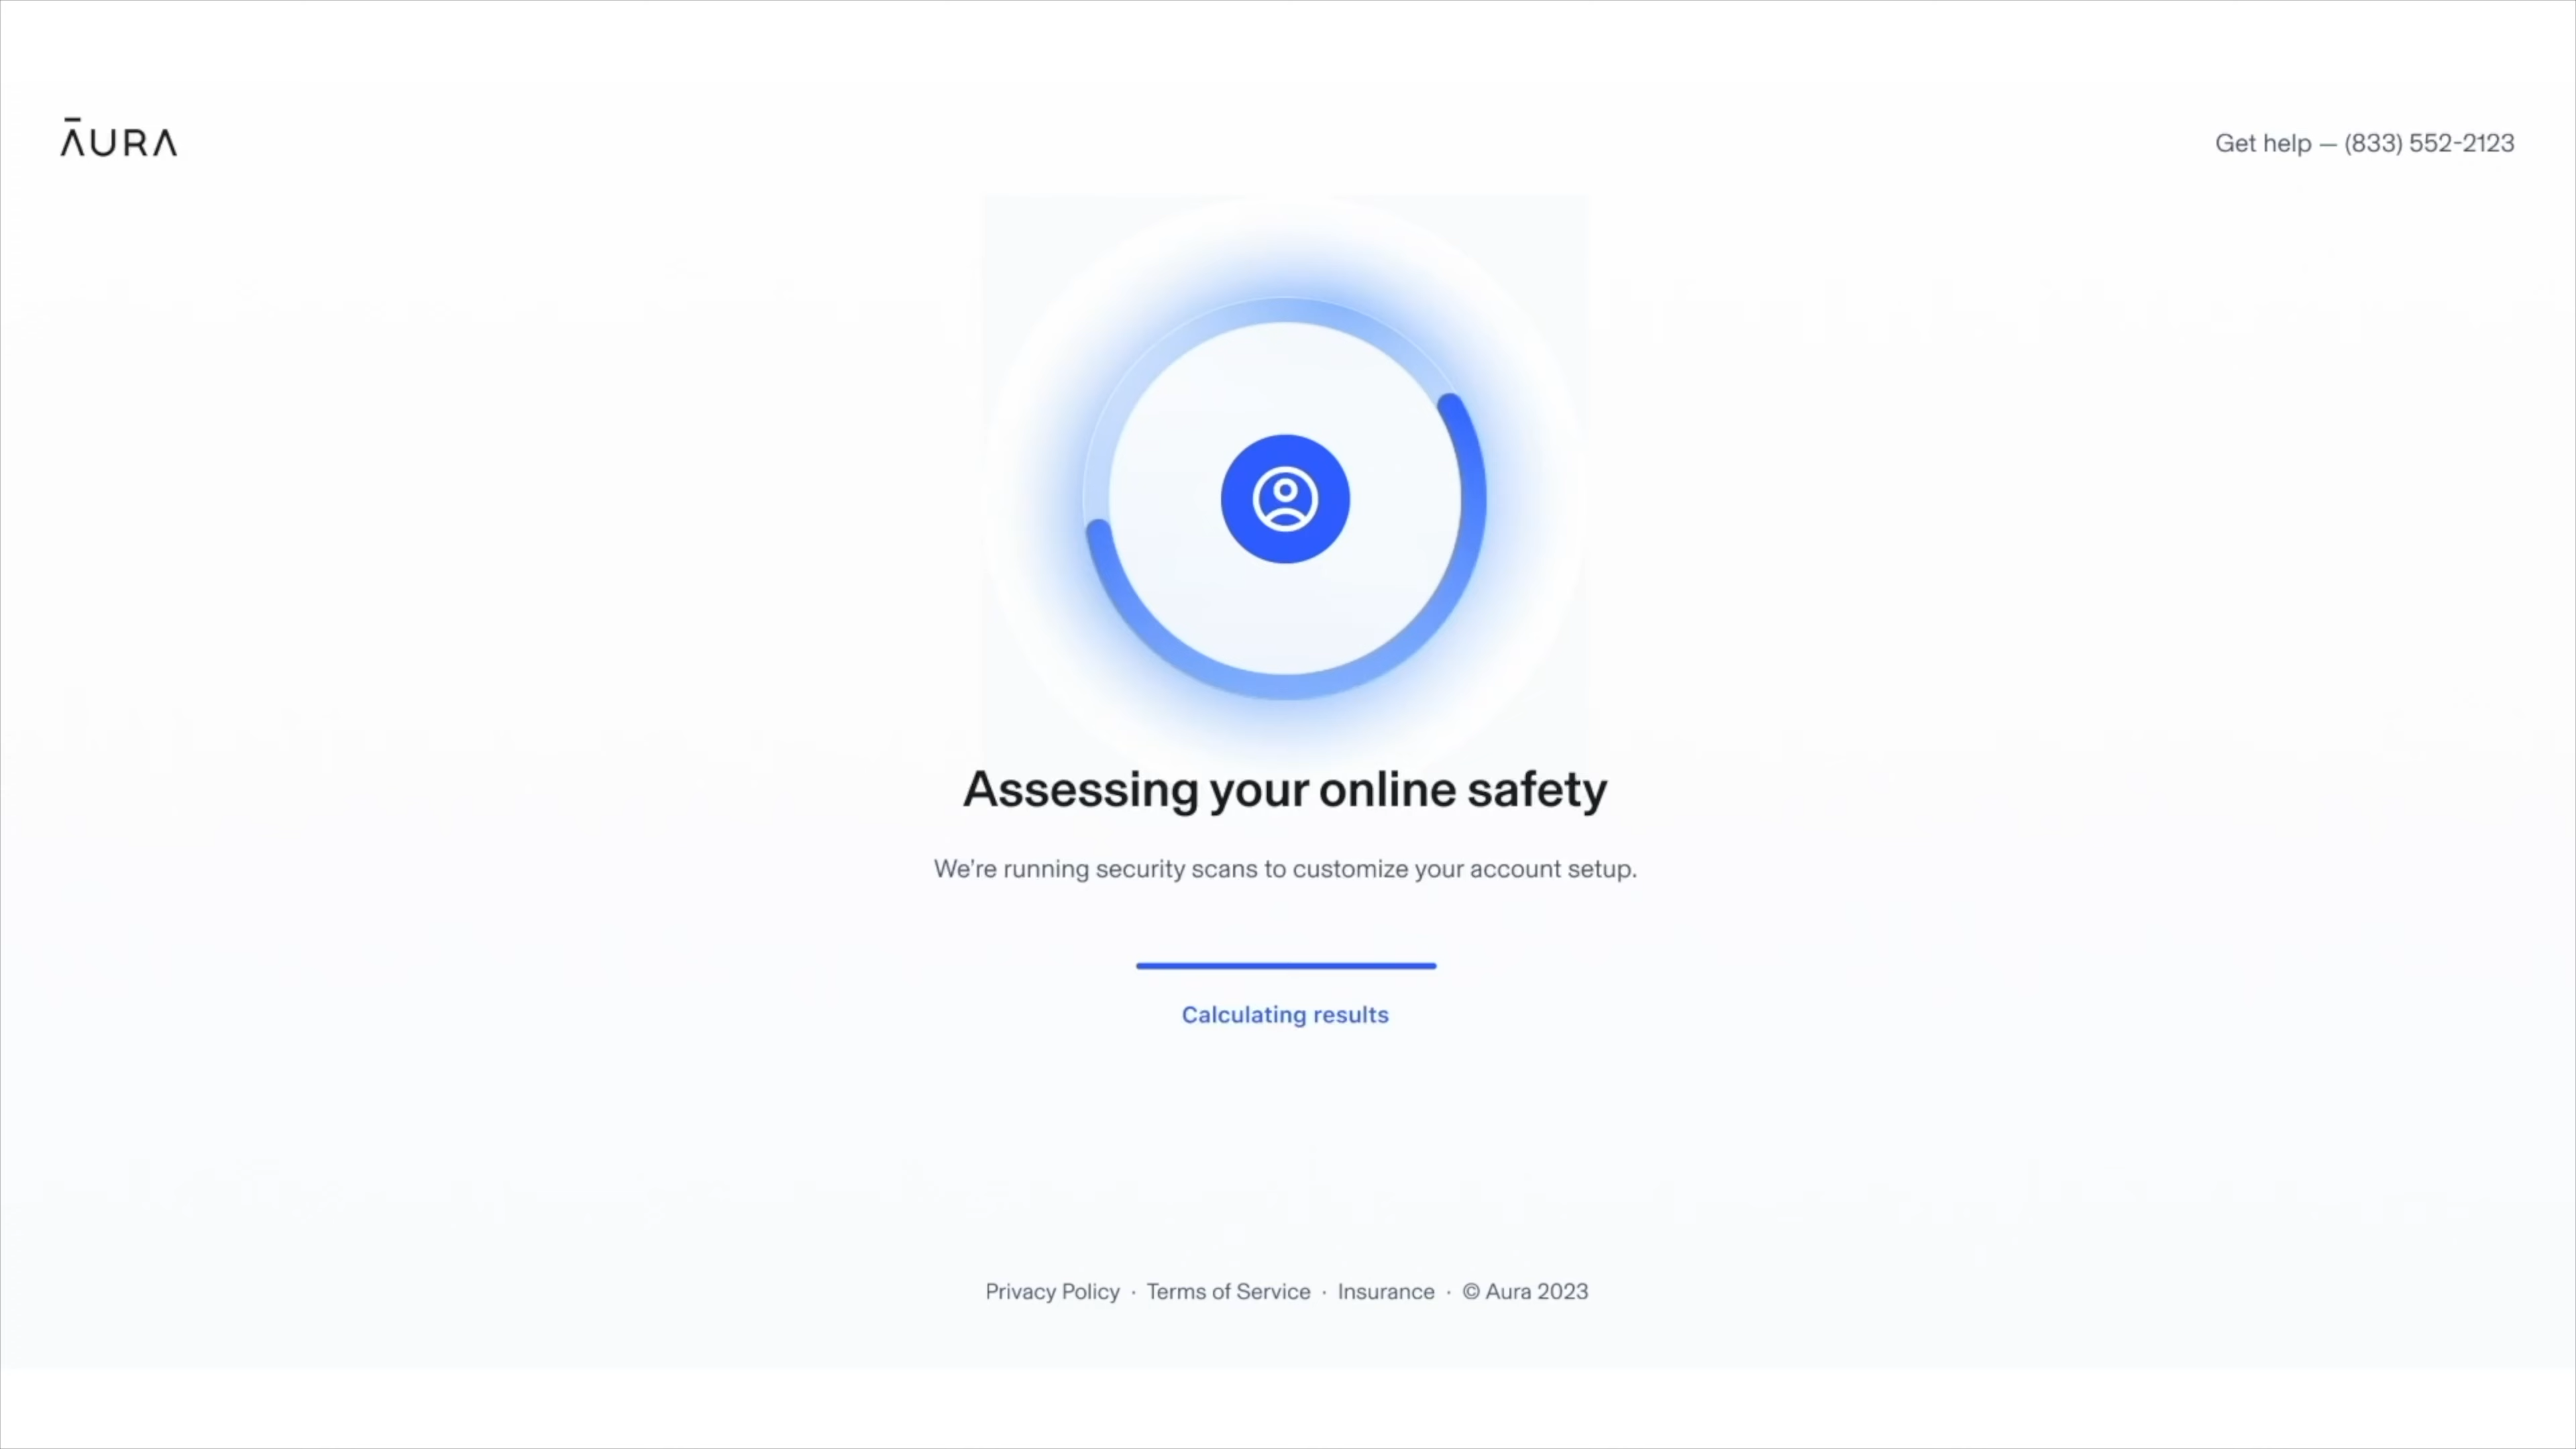 ĀURA
Get help — (833) 552-2123
Assessing your online safety
We're running security scans to customize your account setup.
Calculating results
Privacy Policy · Terms of Service · Insurance · © Aura 2023